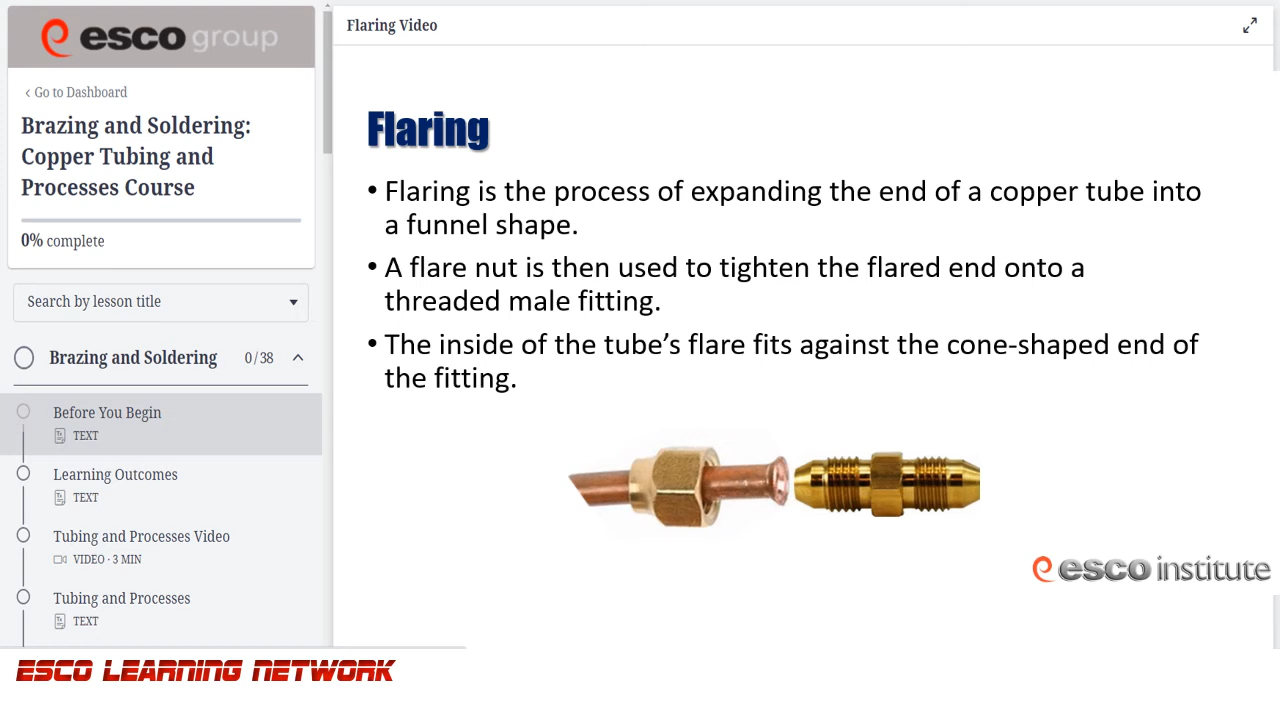 esco group
Flaring Video
‹ Go to Dashboard
Brazing and Soldering:
Copper Tubing and
Processes Course
0% complete
Search by lesson title
Brazing and Soldering 0/38
Before You Begin
TEXT
Learning Outcomes
TEXT
Tubing and Processes Video
VIDEO · 3 MIN
Tubing and Processes
TEXT
Flaring
• Flaring is the process of expanding the end of a copper tube into
a funnel shape.
• A flare nut is then used to tighten the flared end onto a
threaded male fitting.
• The inside of the tube’s flare fits against the cone-shaped end of
the fitting.
esco institute
ESCO LEARNING NETWORK